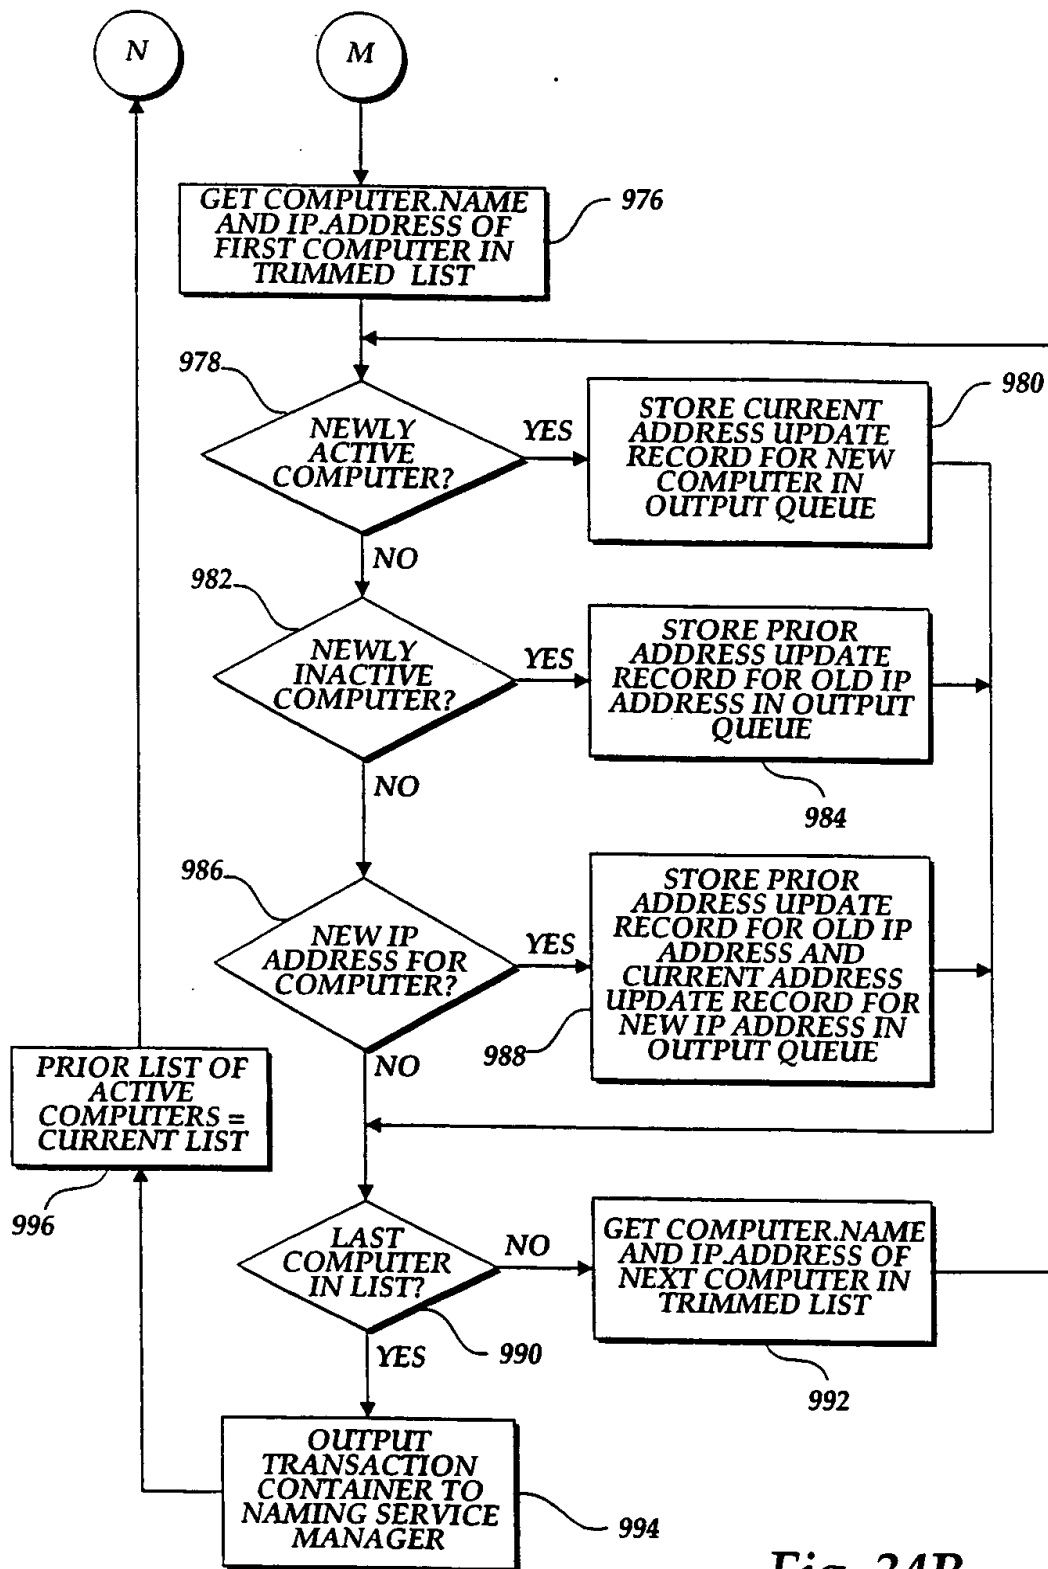 N
M
GET COMPUTER.NAME
AND IP.ADDRESS OF
FIRST COMPUTER IN
TRIMMED LIST
976
978
NEWLY
ACTIVE
COMPUTER?
YES
NO
STORE CURRENT
ADDRESS UPDATE
RECORD FOR NEW
COMPUTER IN
OUTPUT QUEUE
980
982
NEWLY
INACTIVE
COMPUTER?
YES
NO
STORE PRIOR
ADDRESS UPDATE
RECORD FOR OLD IP
ADDRESS IN OUTPUT
QUEUE
984
986
NEW IP
ADDRESS FOR
COMPUTER?
YES
NO
STORE PRIOR
ADDRESS UPDATE
RECORD FOR OLD IP
ADDRESS AND
CURRENT ADDRESS
UPDATE RECORD FOR
NEW IP ADDRESS IN
OUTPUT QUEUE
988
PRIOR LIST OF
ACTIVE
COMPUTERS =
CURRENT LIST
996
LAST
COMPUTER
IN LIST?
NO
YES
990
GET COMPUTER.NAME
AND IP.ADDRESS OF
NEXT COMPUTER IN
TRIMMED LIST
992
OUTPUT
TRANSACTION
CONTAINER TO
NAMING SERVICE
MANAGER
994
Fig. 24B